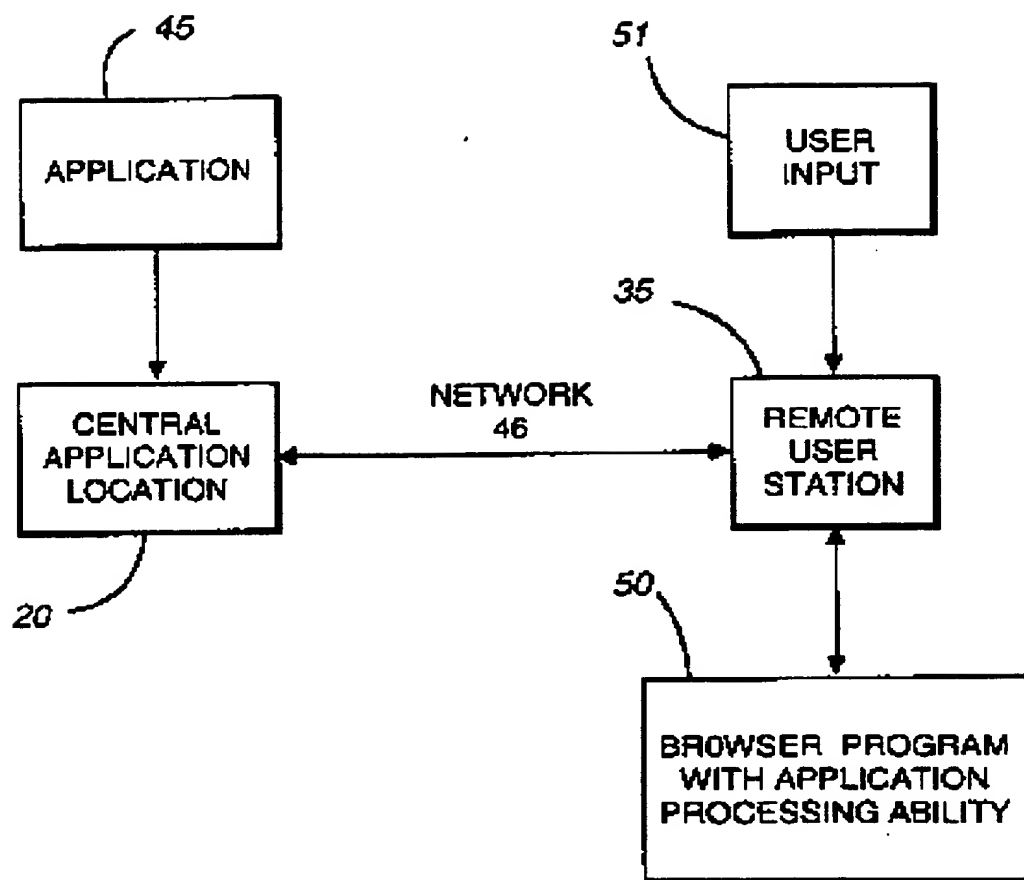 45
APPLICATION
51
USER
INPUT
35
CENTRAL
APPLICATION
LOCATION
NETWORK
46
REMOTE
USER
STATION
20
50
BROWSER PROGRAM
WITH APPLICATION
PROCESSING ABILITY